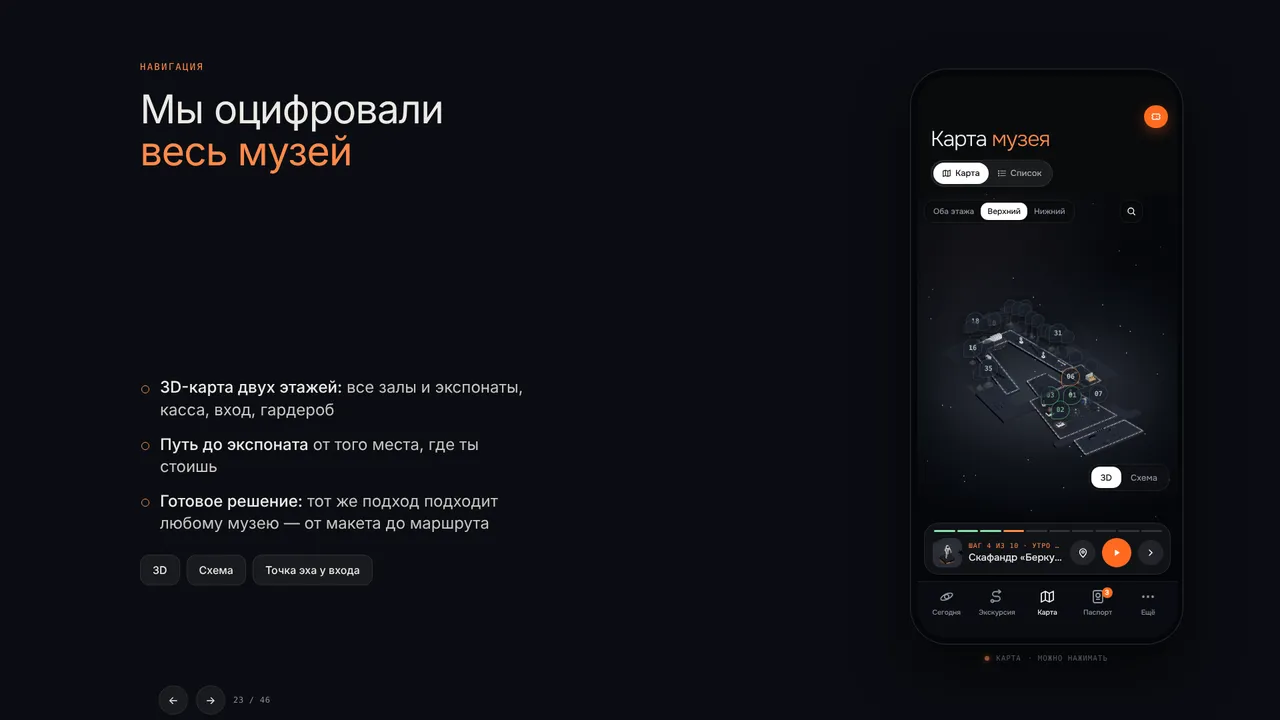 НАВИГАЦИЯ
Мы оцифровали
весь музей
3D-карта двух этажей: все залы и экспонаты,
касса, вход, гардероб
Путь до экспоната от того места, где ты
стоишь
Готовое решение: тот же подход подходит
любому музею — от макета до маршрута
3D
Схема
Точка эха у входа
23 / 46
Карта музея
Карта
Список
Оба этажа
Верхний
Нижний
18
31
16
35
06
03
01
07
02
3D
Схема
ШАГ 4 ИЗ 10 · УТРО …
Скафандр «Берку…
Сегодня
Экскурсия
Карта
Паспорт
3
Ещё
КАРТА · МОЖНО НАЖИМАТЬ